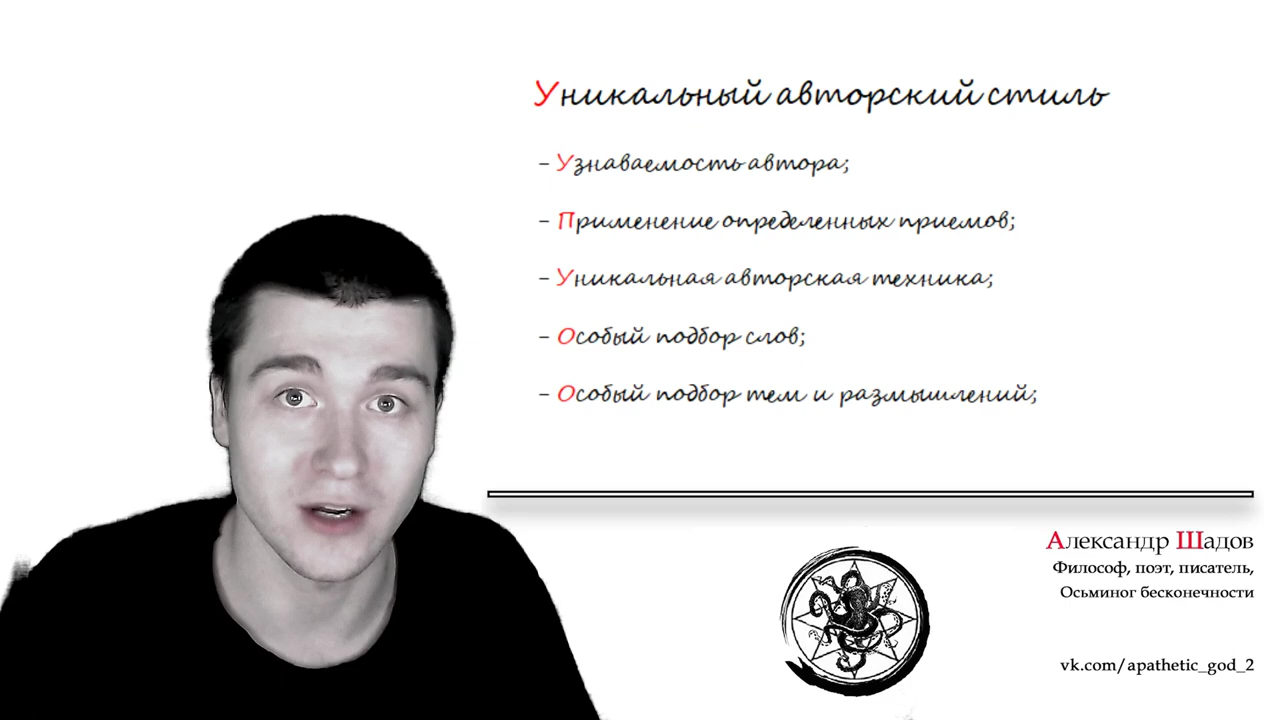 Уникальный авторский стиль
- Узнаваемость автора;
- Применение определенных приемов;
- Уникальная авторская техника;
- Особый подбор слов;
- Особый подбор тем и размышлений;
Александр Шадов
Философ, поэт, писатель,
Осьминог бесконечности
vk.com/apathetic_god_2